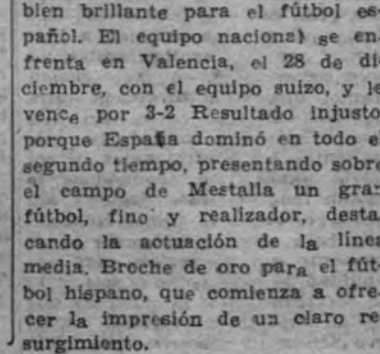 bien brillante para el fútbol es-
pañol. El equipo nacional se en-
frenta en Valencia, el 28 de di-
ciembre, con el equipo suizo, y le
vence por 3-2 Resultado injusto
porque España dominó en todo el
segundo tiempo, presentando sobre
el campo de Mestalla un gran
fútbol, fino y realizador, desta-
cando la actuación de la línea
media. Broche de oro para el fút-
bol hispano, que comienza a ofre-
cer la impresión de un claro re-
surgimiento.